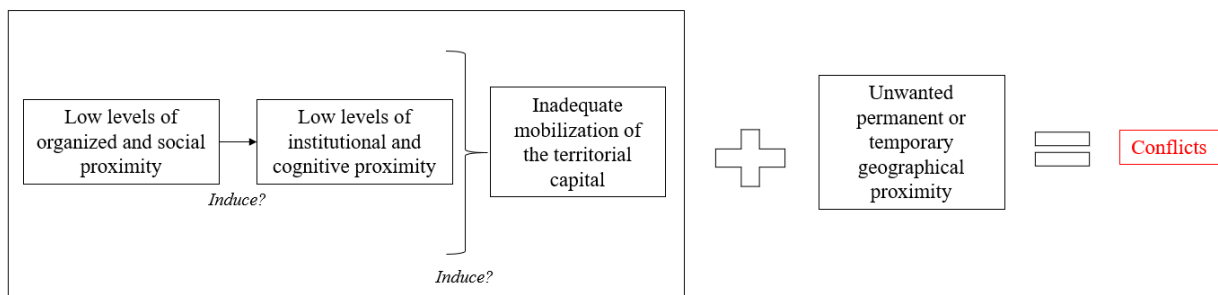 Low levels of
organized and social
proximity
Induce?
Low levels of
institutional and
cognitive proximity
Induce?
Inadequate
mobilization of
the territorial
capital
Unwanted
permanent or
temporary
geographical
proximity
Conflicts